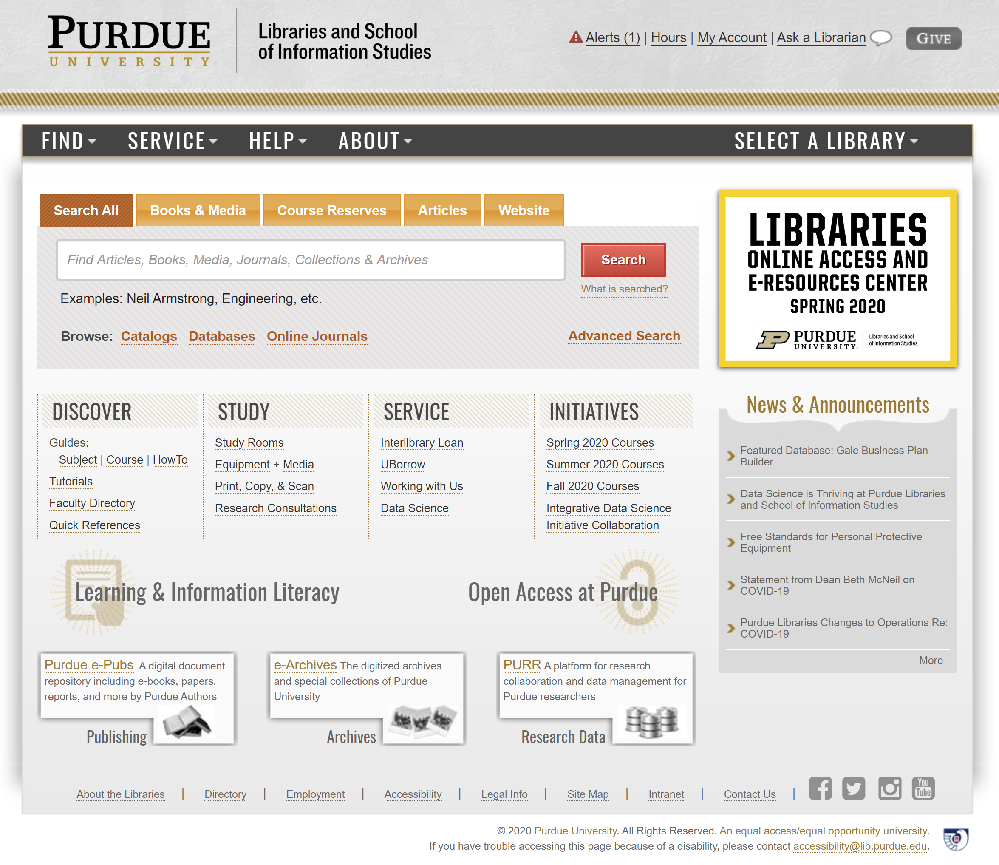 PURDUE
UNIVERSITY
Libraries and School
of Information Studies
Alerts (1) | Hours | My Account | Ask a Librarian
GIVE
FIND
SERVICE
HELP
ABOUT
SELECT A LIBRARY
Search All
Books & Media
Course Reserves
Articles
Website
Find Articles, Books, Media, Journals, Collections & Archives
Search
What is searched?
Examples: Neil Armstrong, Engineering, etc.
Browse: Catalogs Databases Online Journals
Advanced Search
LIBRARIES
ONLINE ACCESS AND
E-RESOURCES CENTER
SPRING 2020
PURDUE
UNIVERSITY
Libraries and School
of Information Studies
DISCOVER
Guides:
Subject | Course | HowTo
Tutorials
Faculty Directory
Quick References
STUDY
Study Rooms
Equipment + Media
Print, Copy, & Scan
Research Consultations
SERVICE
Interlibrary Loan
UBorrow
Working with Us
Data Science
INITIATIVES
Spring 2020 Courses
Summer 2020 Courses
Fall 2020 Courses
Integrative Data Science
Initiative Collaboration
News & Announcements
Featured Database: Gale Business Plan
Builder
Data Science is Thriving at Purdue Libraries
and School of Information Studies
Free Standards for Personal Protective
Equipment
Statement from Dean Beth McNeil on
COVID-19
Purdue Libraries Changes to Operations Re:
COVID-19
More
Learning & Information Literacy
Open Access at Purdue
Purdue e-Pubs A digital document
repository including e-books, papers,
reports, and more by Purdue Authors
Publishing
e-Archives The digitized archives
and special collections of Purdue
University
Archives
PURR A platform for research
collaboration and data management for
Purdue researchers
Research Data
About the Libraries | Directory | Employment | Accessibility | Legal Info | Site Map | Intranet | Contact Us |
You
Tube
© 2020 Purdue University. All Rights Reserved. An equal access/equal opportunity university.
If you have trouble accessing this page because of a disability, please contact accessibility@lib.purdue.edu.